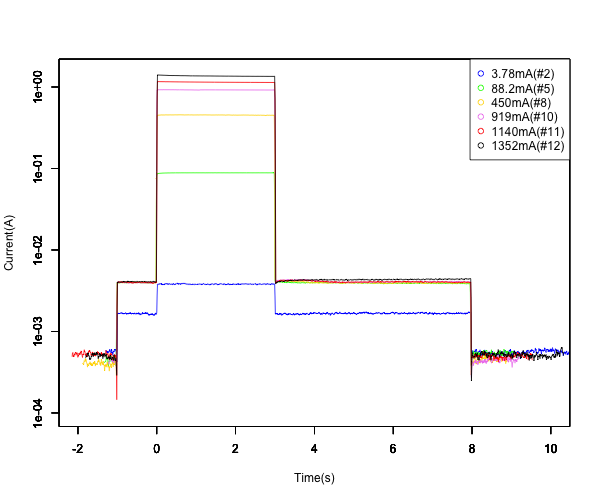 3.78mA(#2)
88.2mA(#5)
450mA(#8)
919mA(#10)
1140mA(#11)
1352mA(#12)
1e+00
1e-01
1e-02
1e-03
1e-04
Current(A)
-2 0 2 4 6 8 10
Time(s)